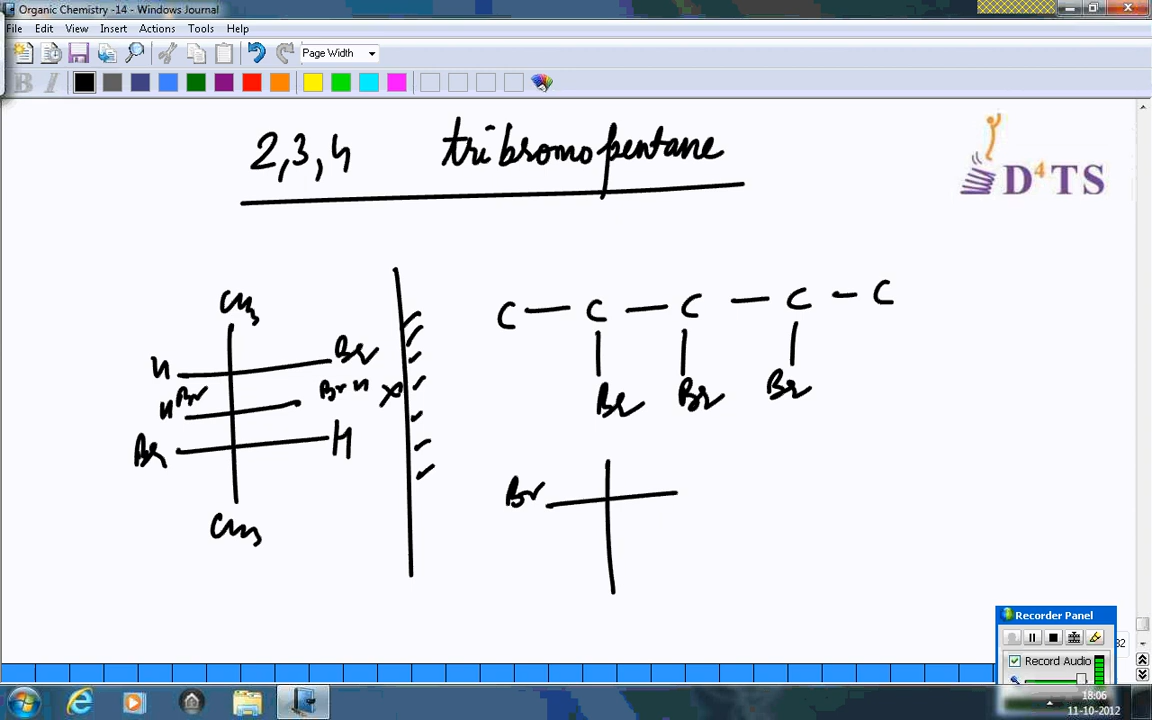 Organic Chemistry -14 - Windows Journal
File Edit View Insert Actions Tools Help
Page Width
B I
2,3,4 tribromopentane
D4TS
CH3
H Br
H Br Br H X
Br H
CH3
C — C — C — C — C
Br Br Br
Br
Recorder Panel
Record Audio
32
18:06
11-10-2012